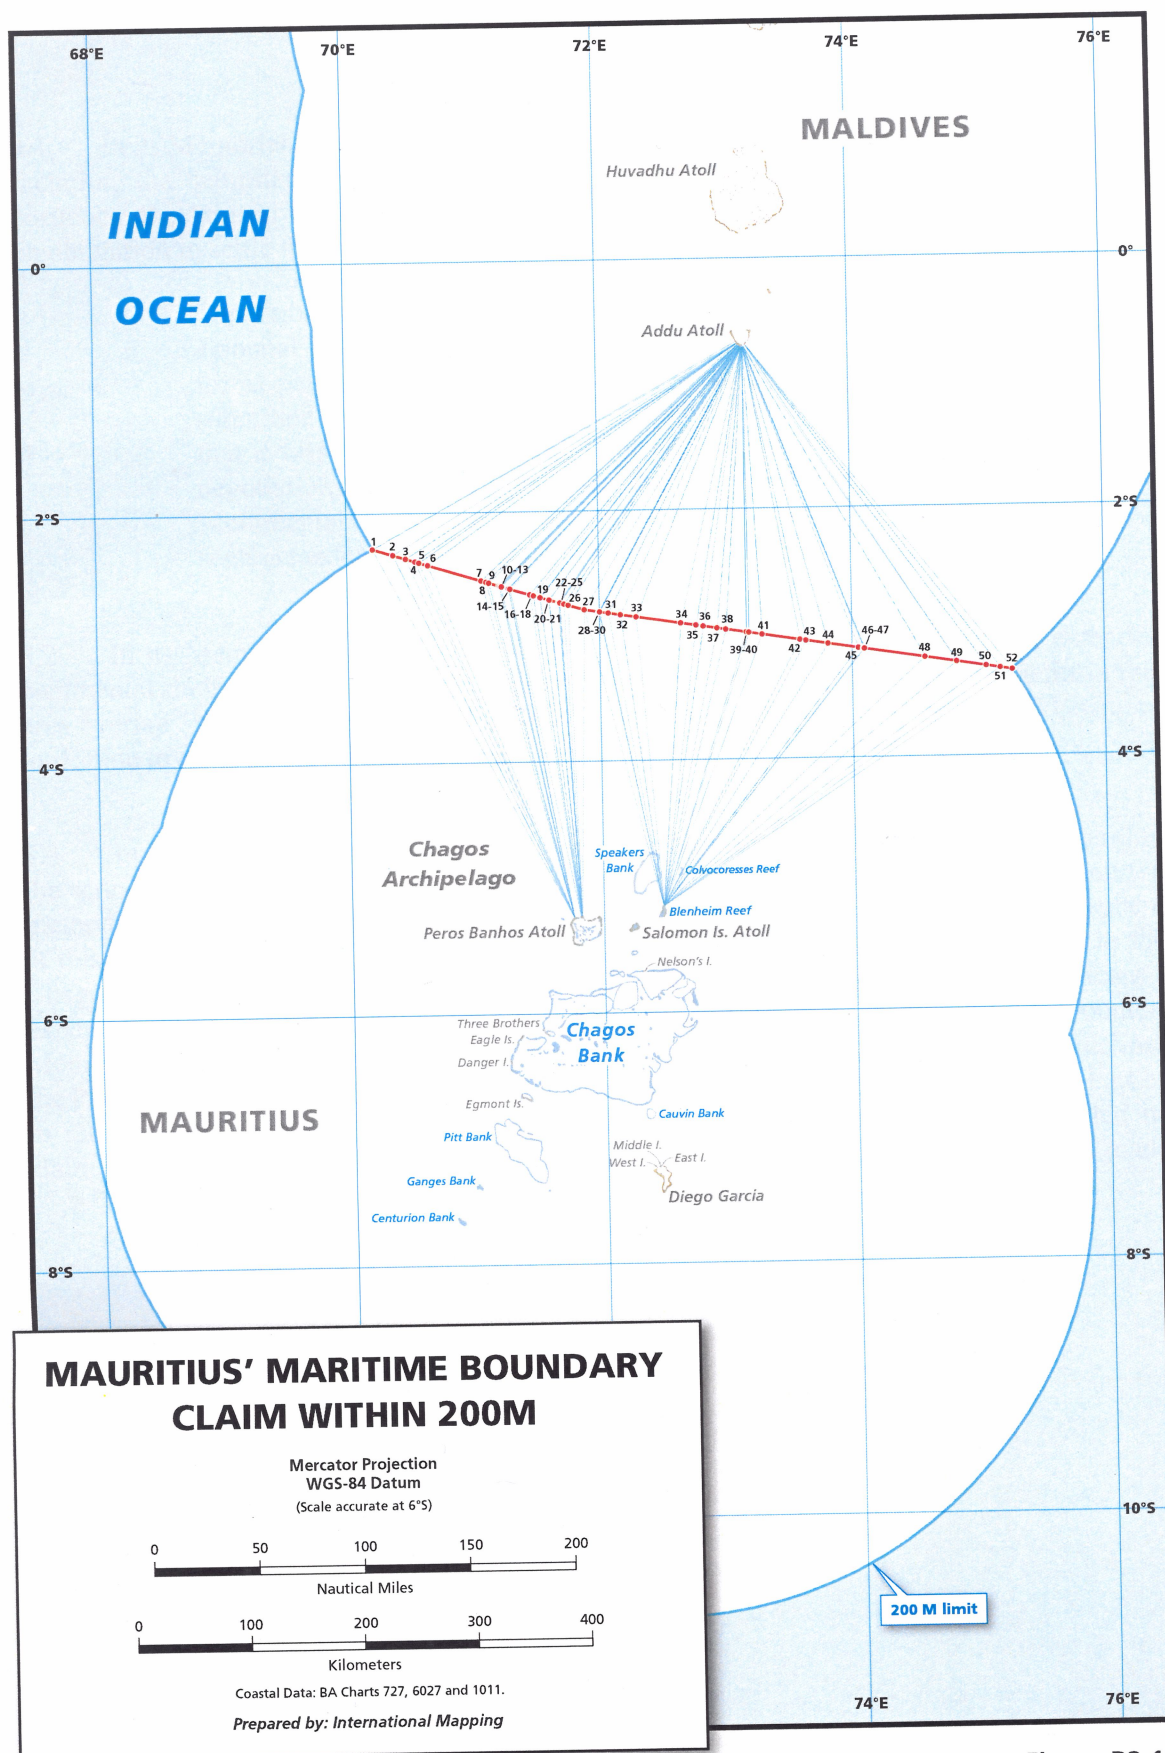 68°E
70°E
72°E
74°E
76°E
MALDIVES
Huvadhu Atoll
INDIAN
OCEAN
0°
0°
Addu Atoll
2°S
2°S
1
2
3
4
5
6
7
8
9
10-13
14-15
16-18
19
20-21
22-25
26
27
28-30
31
32
33
34
35
36
37
38
39-40
41
42
43
44
45
46-47
48
49
50
51
52
4°S
4°S
Chagos
Archipelago
Speakers
Bank
Colvocoresses Reef
Blenheim Reef
Peros Banhos Atoll
Salomon Is. Atoll
Nelson's I.
6°S
6°S
Three Brothers
Eagle Is.
Danger I.
Chagos
Bank
Egmont Is.
MAURITIUS
Cauvin Bank
Pitt Bank
Middle I.
West I.
East I.
Ganges Bank
Diego Garcia
Centurion Bank
8°S
8°S
MAURITIUS' MARITIME BOUNDARY
CLAIM WITHIN 200M
Mercator Projection
WGS-84 Datum
(Scale accurate at 6°S)
0 50 100 150 200
Nautical Miles
0 100 200 300 400
Kilometers
Coastal Data: BA Charts 727, 6027 and 1011.
Prepared by: International Mapping
10°S
200 M limit
74°E
76°E